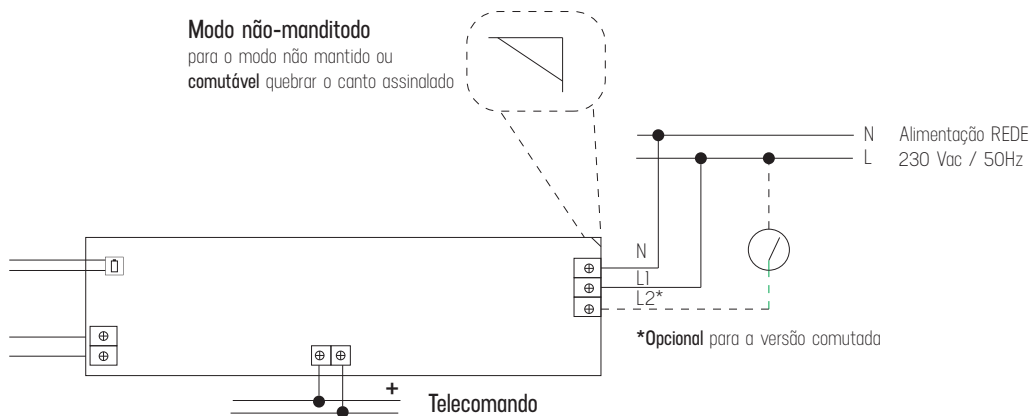 Modo não-manditodo
para o modo não mantido ou
comutável quebrar o canto assinalado
N Alimentação REDE
L 230 Vac / 50Hz
N
L1
L2*
*Opcional para a versão comutada
+
Telecomando